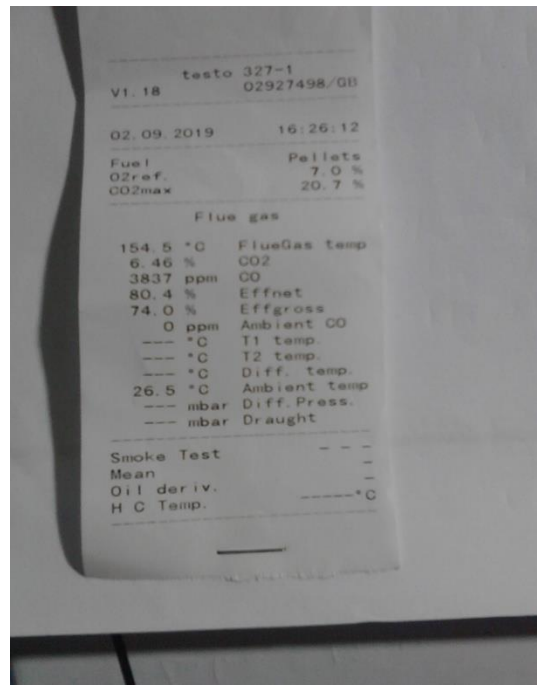 testo 327-1
V1.18 02927498/GB
02.09.2019 16:26:12
Fuel Pellets
O2ref. 7.0 %
CO2max 20.7 %
Flue gas
154.5 °C FlueGas temp
6.46 % CO2
3837 ppm CO
80.4 % Effnet
74.0 % Effgross
0 ppm Ambient CO
--- °C T1 temp.
--- °C T2 temp.
--- °C Diff. temp.
26.5 °C Ambient temp
--- mbar Diff.Press.
--- mbar Draught
Smoke Test - - -
Mean -
Oil deriv. -
H C Temp. -----°C